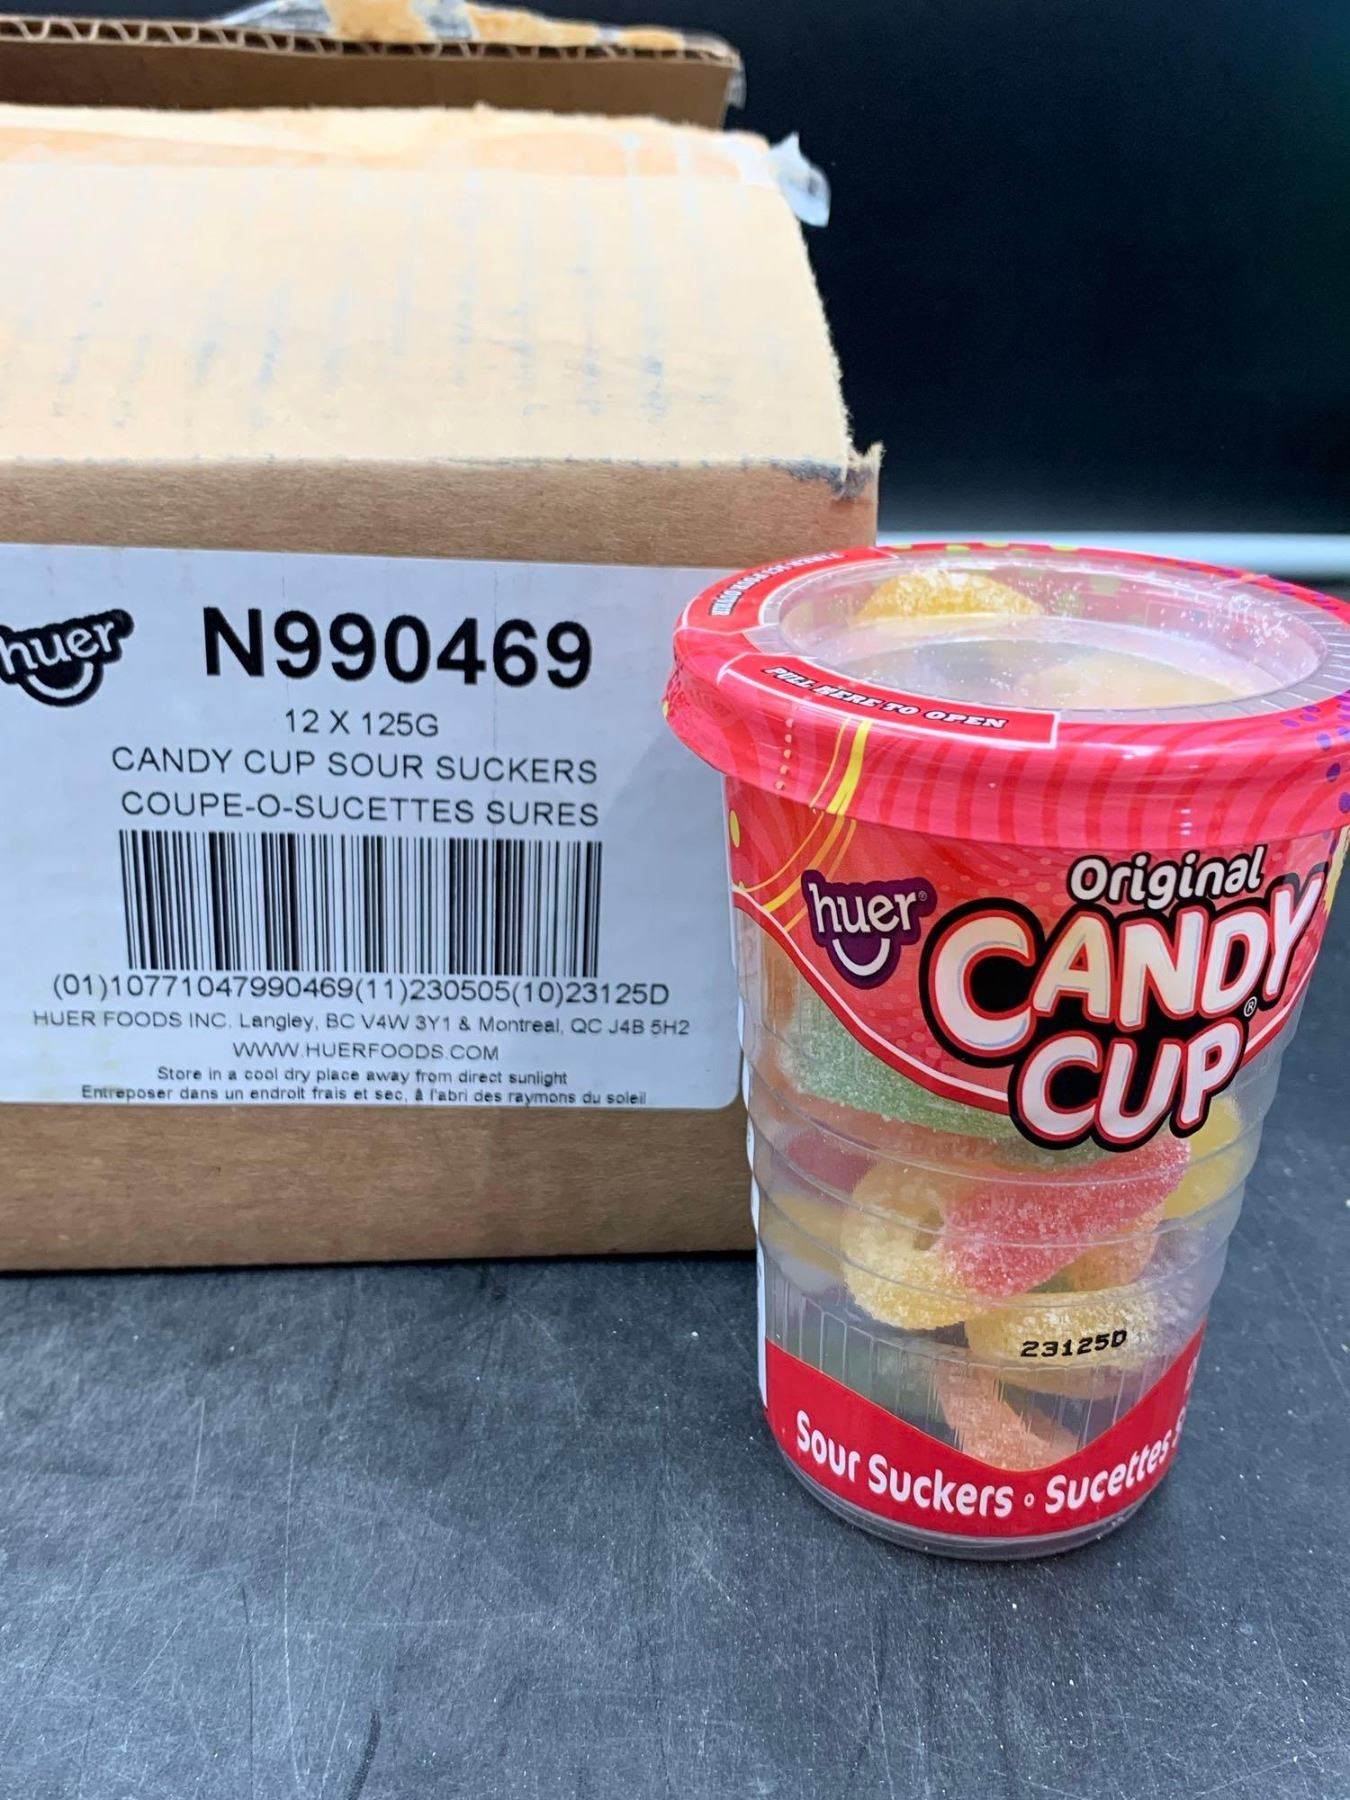 huer
N990469
12 X 125G
CANDY CUP SOUR SUCKERS
COUPE-O-SUCETTES SURES
(01)10771047990469(11)230505(10)23125D
HUER FOODS INC. Langley, BC V4W 3Y1 & Montreal, QC J4B 5H2
WWW.HUERFOODS.COM
Store in a cool dry place away from direct sunlight
Entreposer dans un endroit frais et sec, à l'abri des raymons du soleil
PULL HERE TO OPEN
huer®
Original
CANDY
CUP®
23125D
Sour Suckers • Sucettes